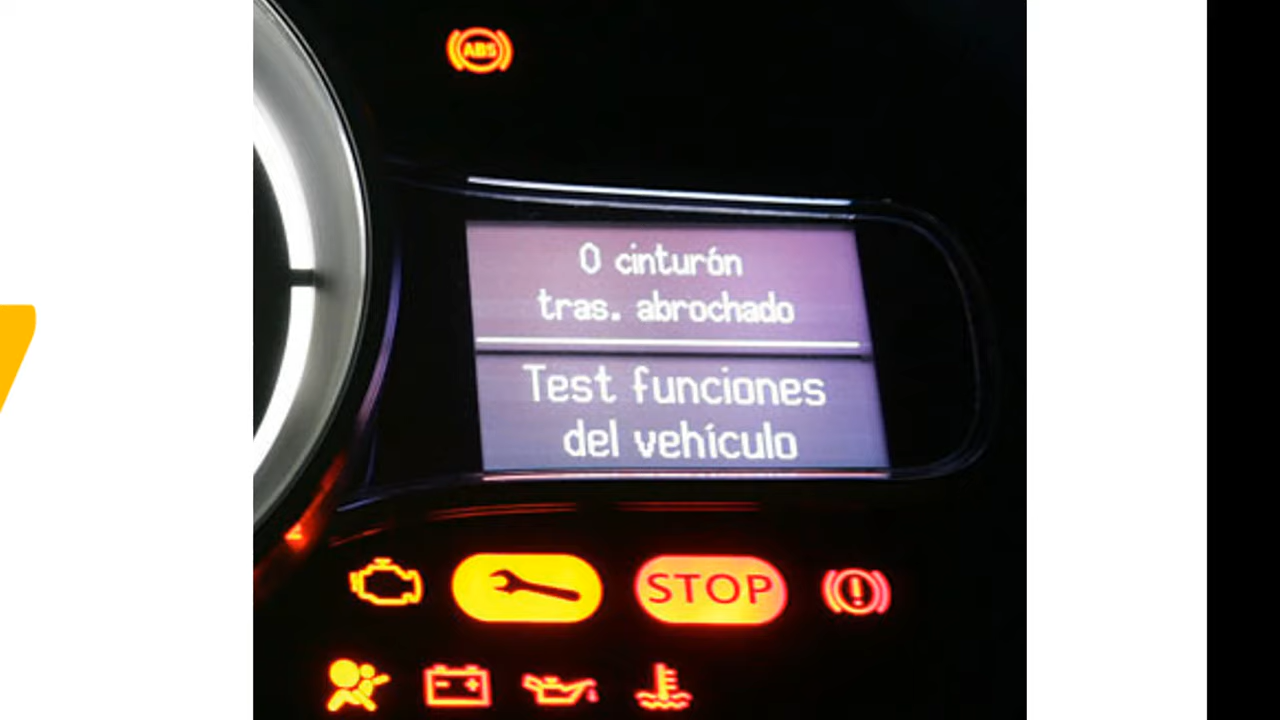 ABS
0 cinturón
tras. abrochado
Test funciones
del vehículo
STOP